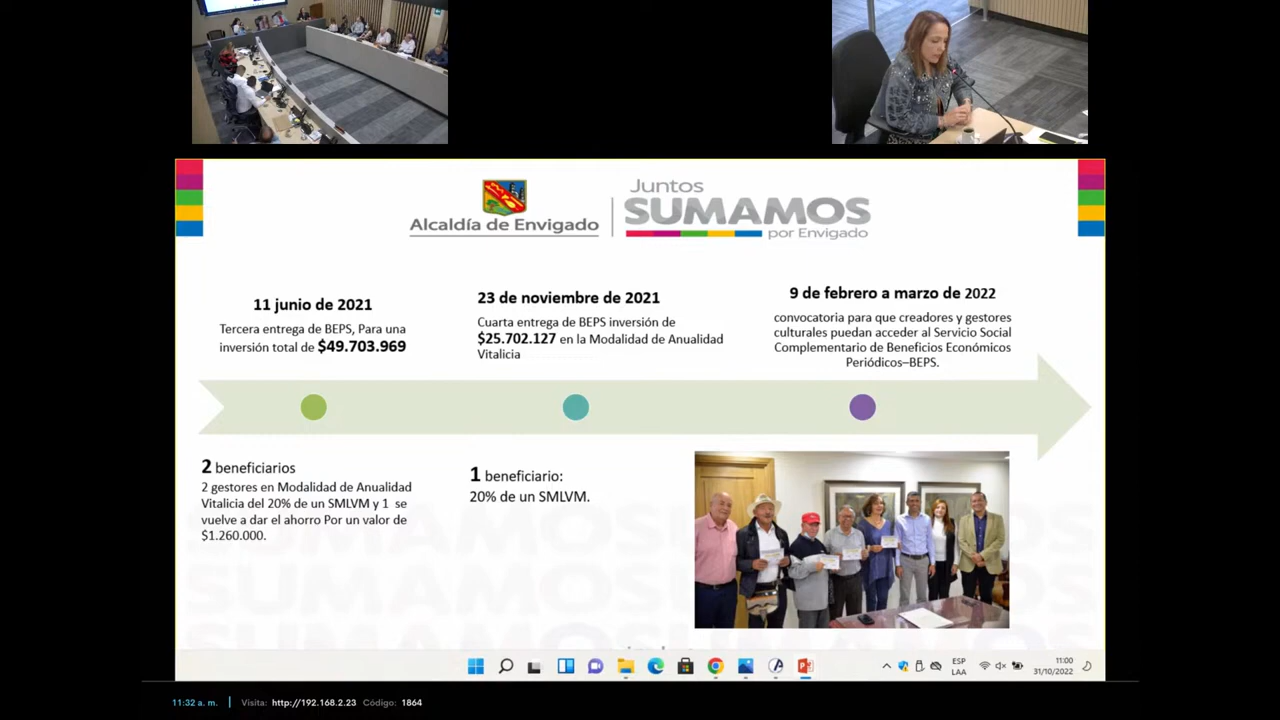 Alcaldía de Envigado
Juntos
SUMAMOS
por Envigado
11 junio de 2021
Tercera entrega de BEPS, Para una
inversión total de $49.703.969
23 de noviembre de 2021
Cuarta entrega de BEPS inversión de
$25.702.127 en la Modalidad de Anualidad
Vitalicia
9 de febrero a marzo de 2022
convocatoria para que creadores y gestores
culturales puedan acceder al Servicio Social
Complementario de Beneficios Económicos
Periódicos–BEPS.
2 beneficiarios
2 gestores en Modalidad de Anualidad
Vitalicia del 20% de un SMLVM y 1 se
vuelve a dar el ahorro Por un valor de
$1.260.000.
1 beneficiario:
20% de un SMLVM.
SUMAMOS
SUMAMOS
SUMAMOS
ESP
LAA
11:00
31/10/2022
11:32 a. m. | Visita: http://192.168.2.23 Código: 1864